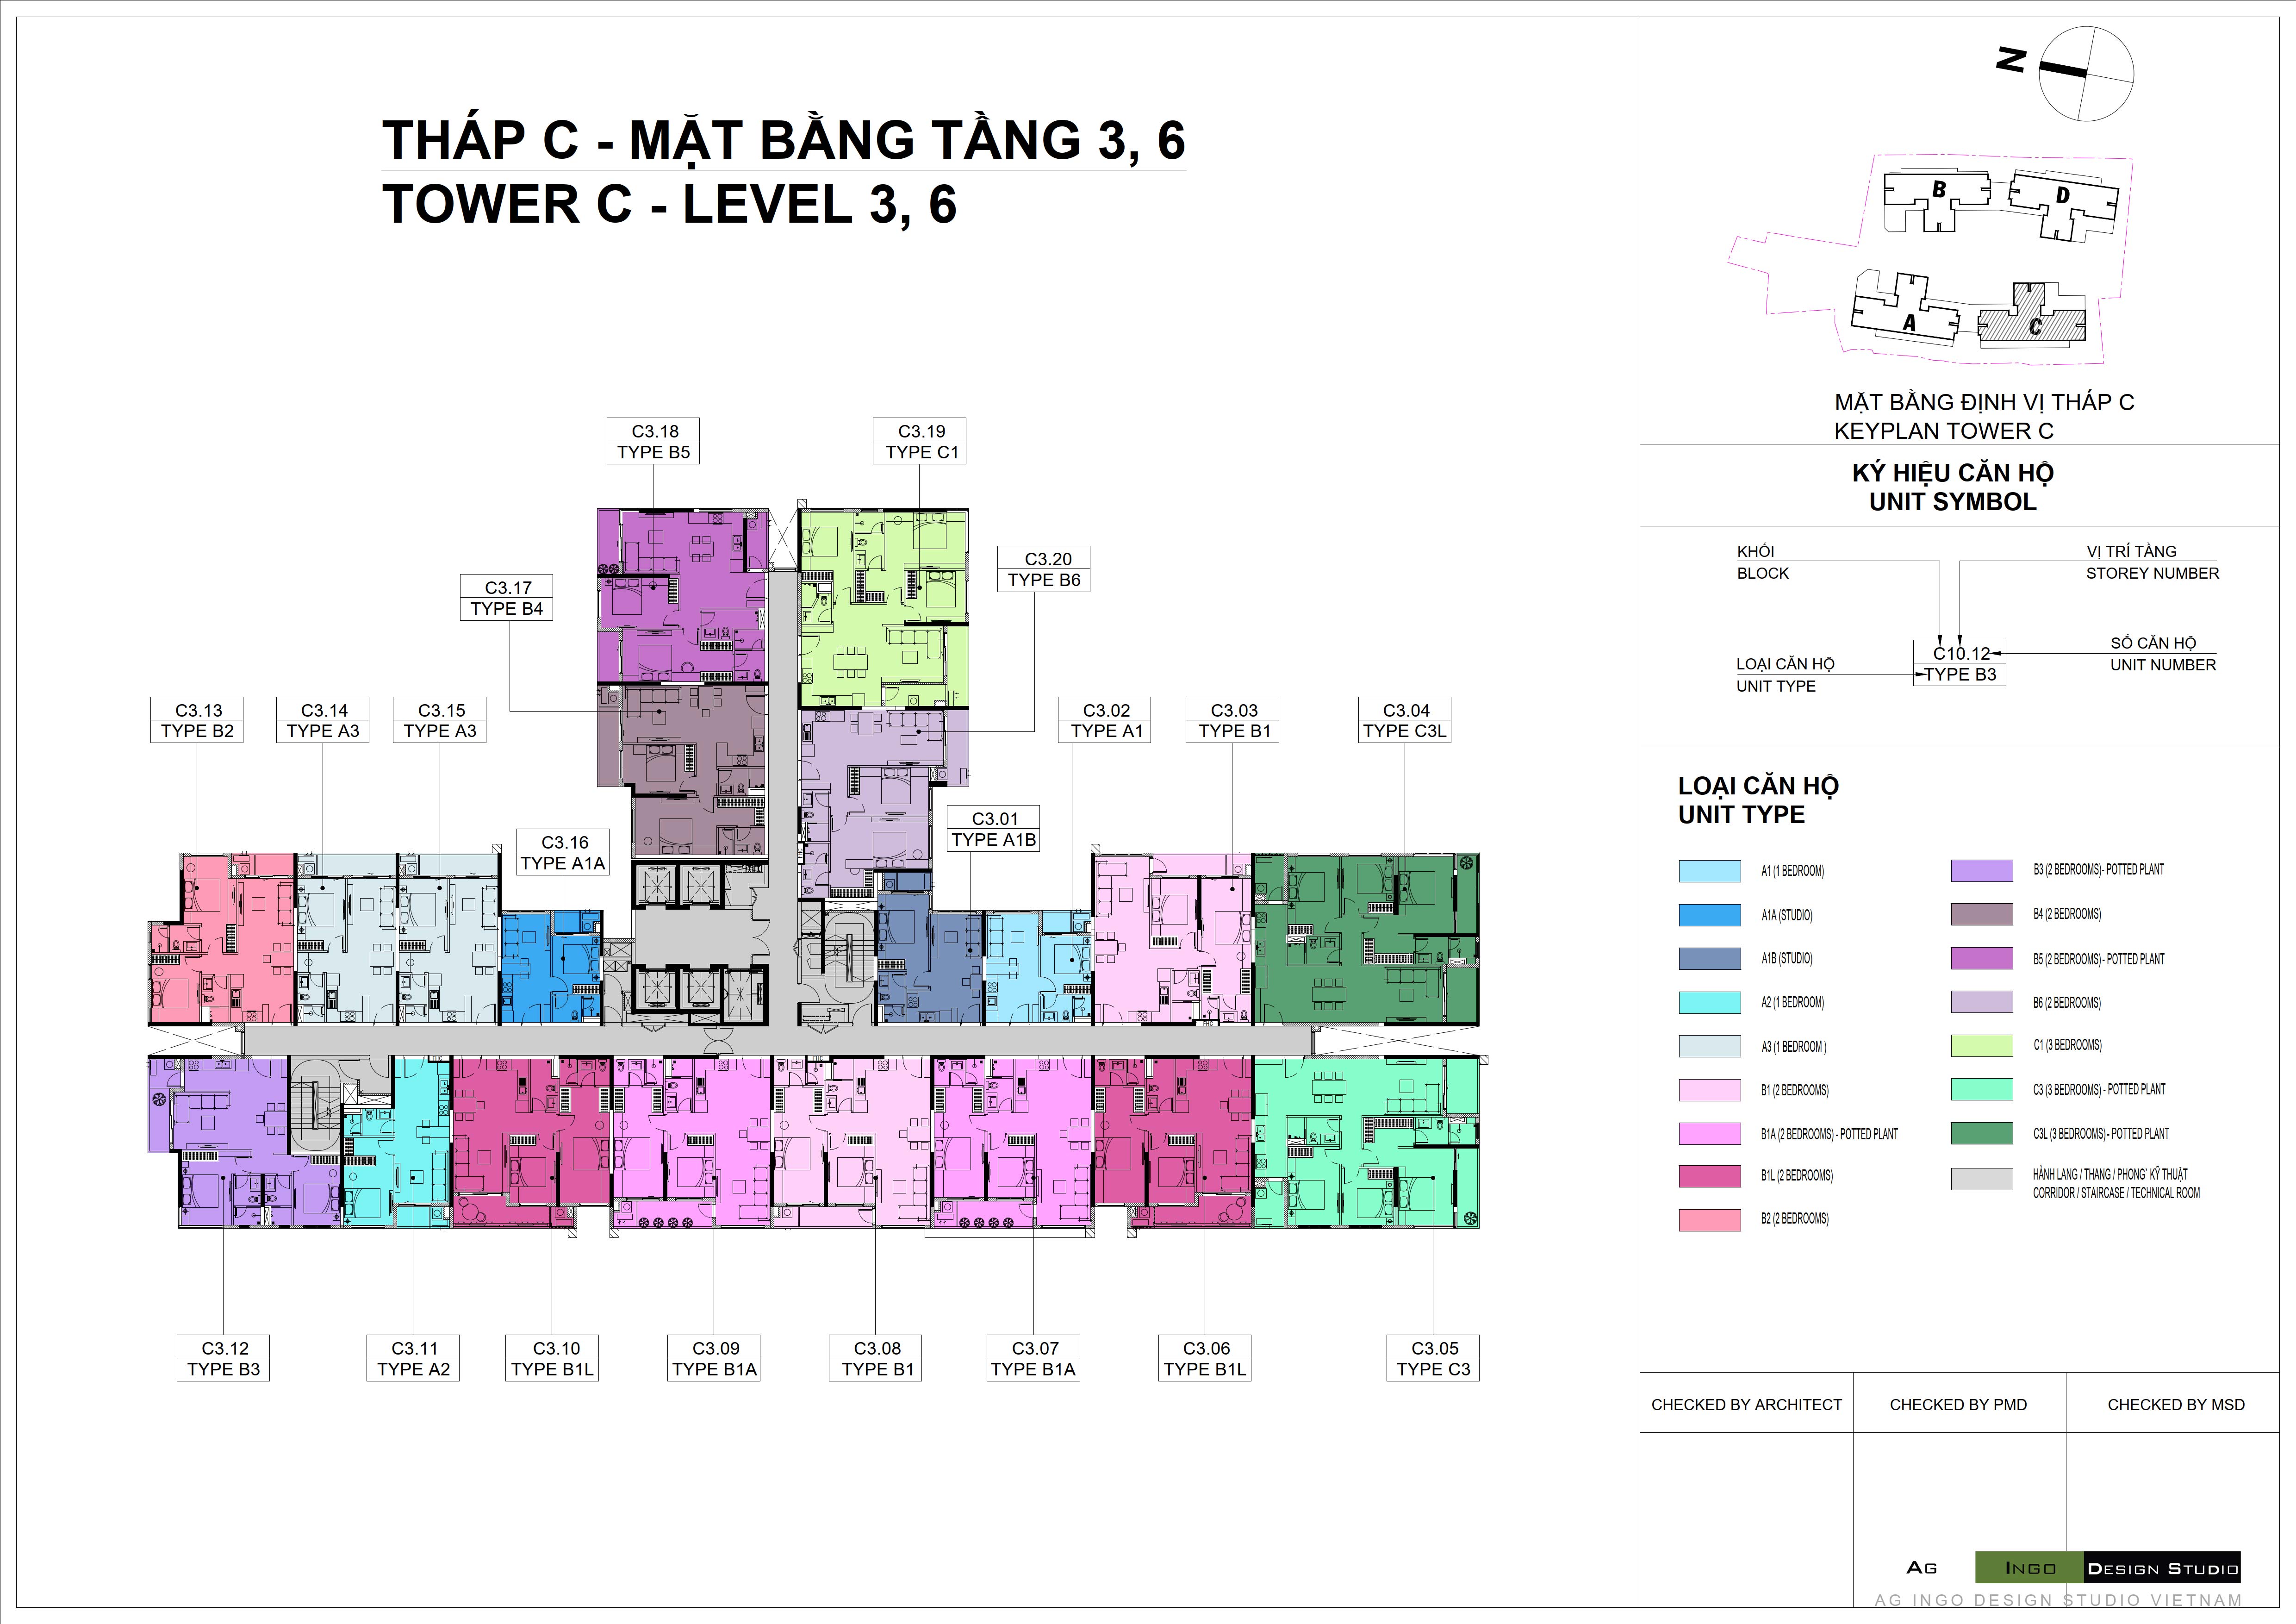 THÁP C - MẶT BẰNG TẦNG 3, 6
TOWER C - LEVEL 3, 6
C3.18
TYPE B5
C3.19
TYPE C1
C3.20
TYPE B6
C3.17
TYPE B4
C3.13
TYPE B2
C3.14
TYPE A3
C3.15
TYPE A3
C3.02
TYPE A1
C3.03
TYPE B1
C3.04
TYPE C3L
C3.16
TYPE A1A
C3.01
TYPE A1B
FHC
FHC
FHC
FHC
C3.12
TYPE B3
C3.11
TYPE A2
C3.10
TYPE B1L
C3.09
TYPE B1A
C3.08
TYPE B1
C3.07
TYPE B1A
C3.06
TYPE B1L
C3.05
TYPE C3
N
B
D
A
C
MẶT BẰNG ĐỊNH VỊ THÁP C
KEYPLAN TOWER C
KÝ HIỆU CĂN HỘ
UNIT SYMBOL
KHỐI
BLOCK
VỊ TRÍ TẦNG
STOREY NUMBER
C10.12
TYPE B3
SỐ CĂN HỘ
UNIT NUMBER
LOẠI CĂN HỘ
UNIT TYPE
LOẠI CĂN HỘ
UNIT TYPE
A1 (1 BEDROOM)
A1A (STUDIO)
A1B (STUDIO)
A2 (1 BEDROOM)
A3 (1 BEDROOM )
B1 (2 BEDROOMS)
B1A (2 BEDROOMS) - POTTED PLANT
B1L (2 BEDROOMS)
B2 (2 BEDROOMS)
B3 (2 BEDROOMS)- POTTED PLANT
B4 (2 BEDROOMS)
B5 (2 BEDROOMS)- POTTED PLANT
B6 (2 BEDROOMS)
C1 (3 BEDROOMS)
C3 (3 BEDROOMS) - POTTED PLANT
C3L (3 BEDROOMS) - POTTED PLANT
HÀNH LANG / THANG / PHONG` KỸ THUẬT
CORRIDOR / STAIRCASE / TECHNICAL ROOM
CHECKED BY ARCHITECT
CHECKED BY PMD
CHECKED BY MSD
AG INGO DESIGN STUDIO
AG INGO DESIGN STUDIO VIETNAM